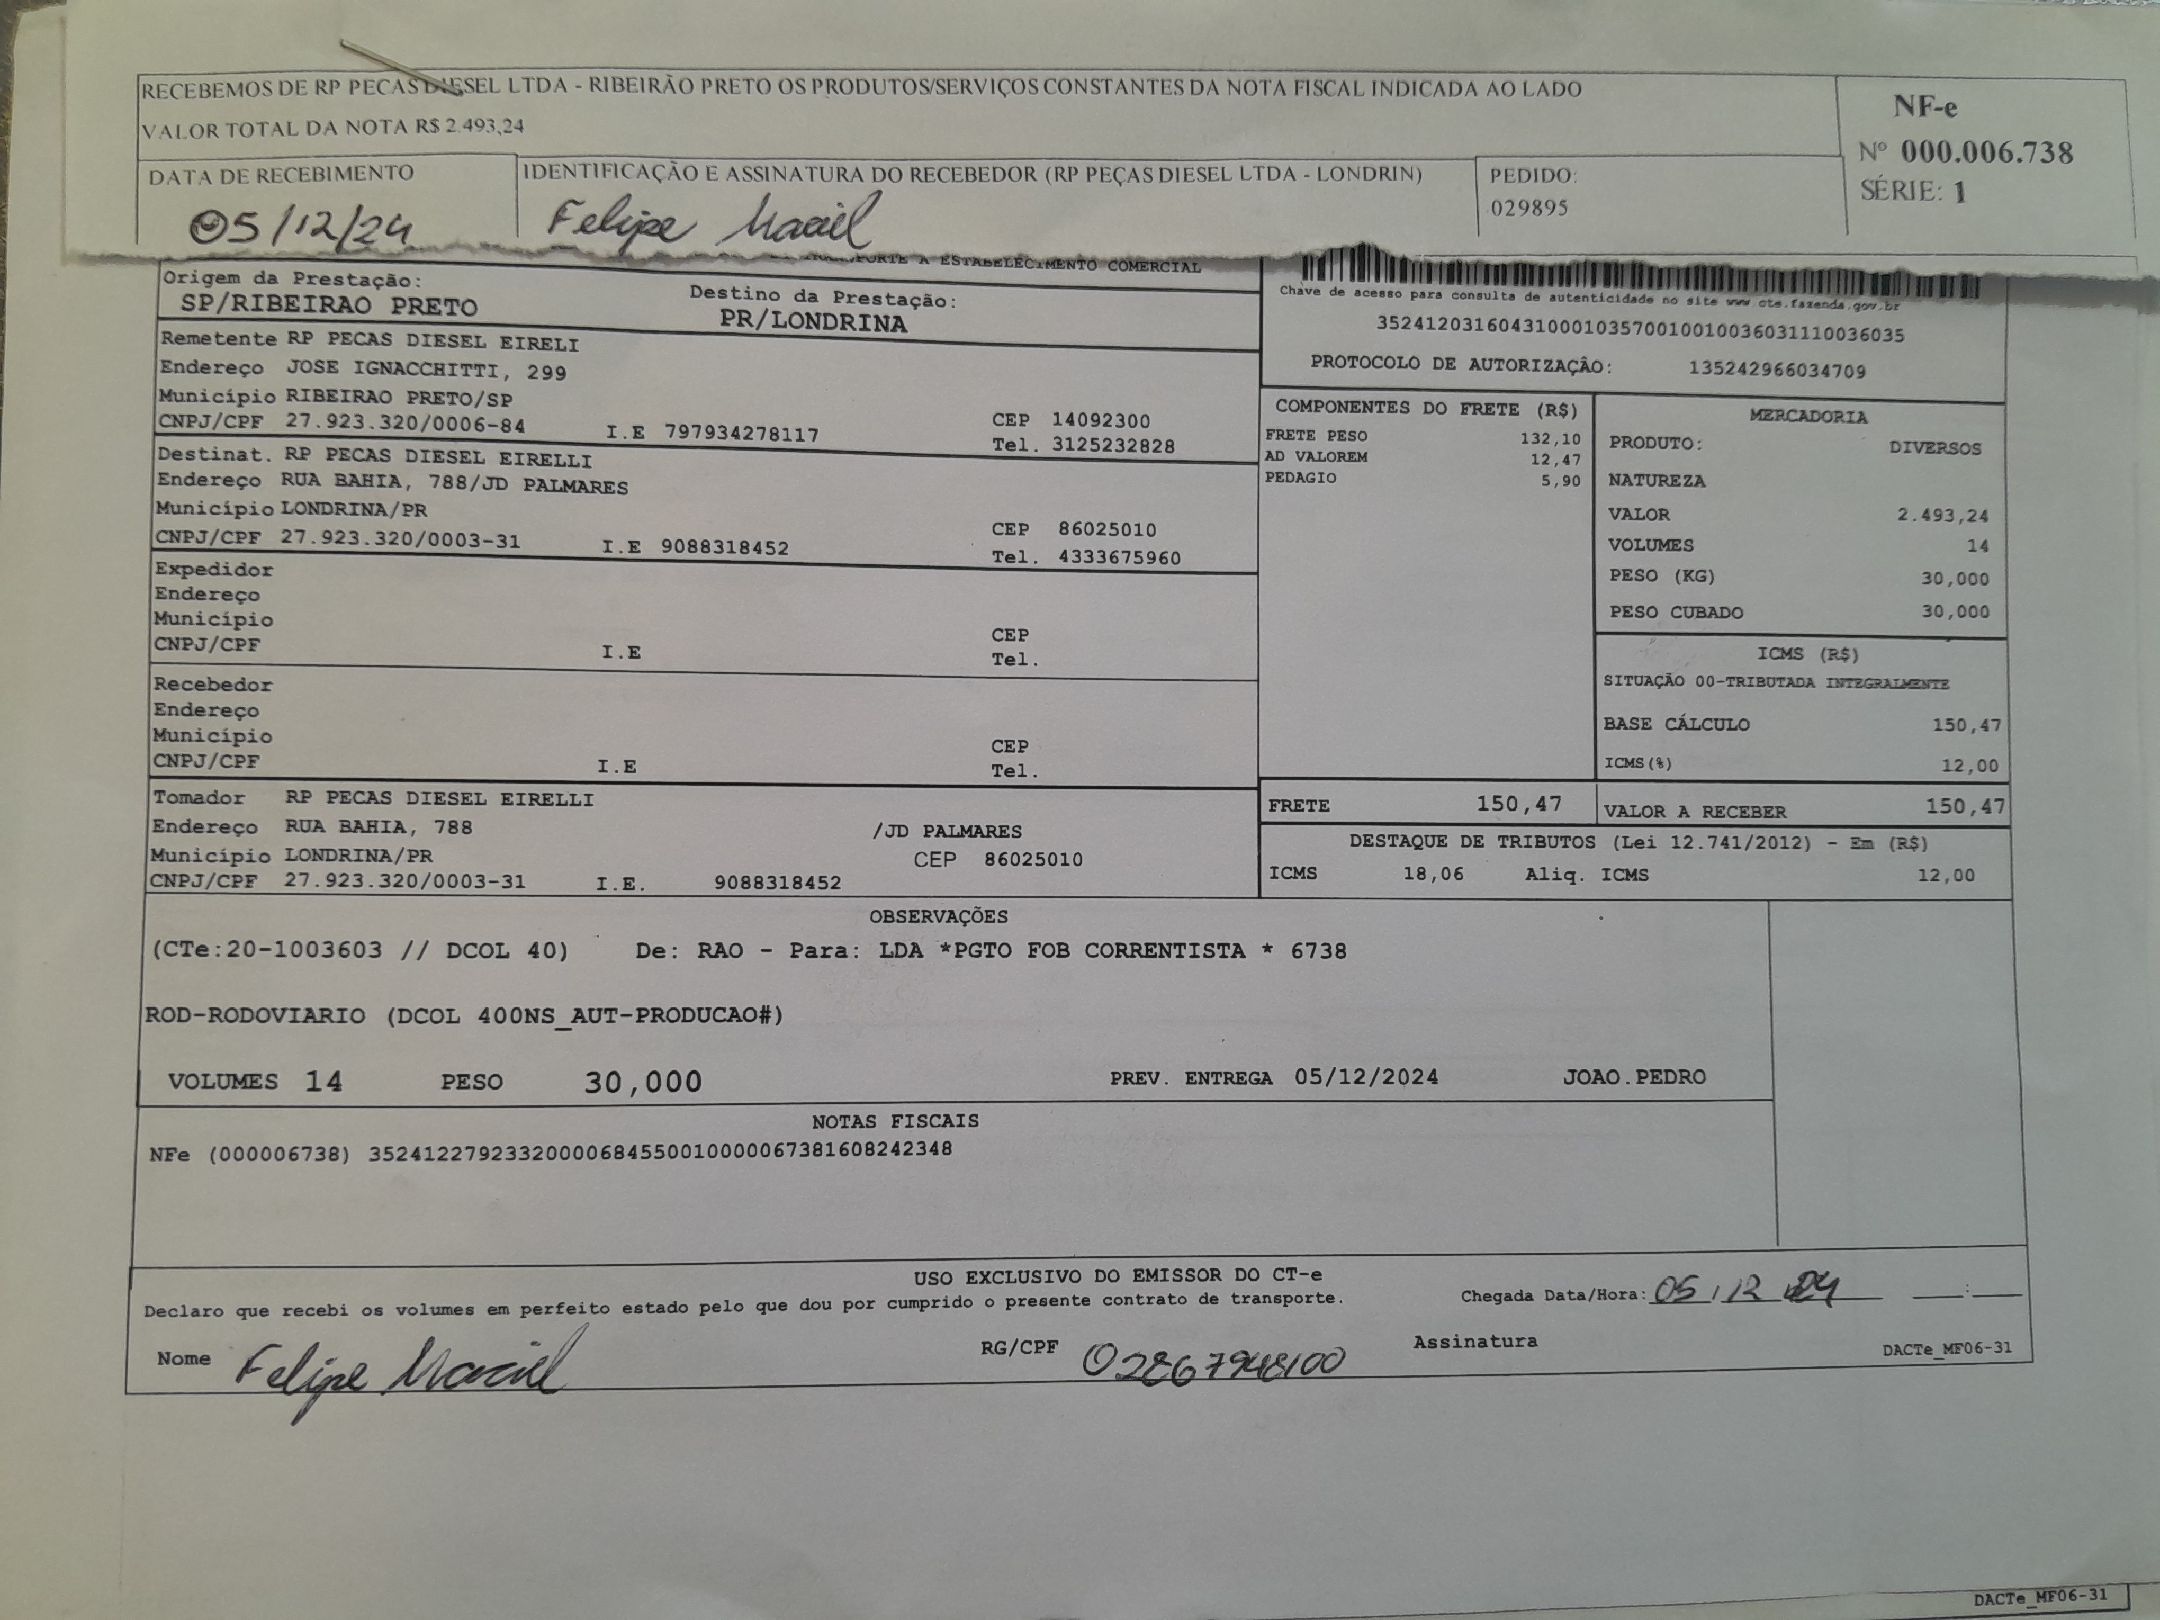 RECEBEMOS DE RP PECAS DIESEL LTDA - RIBEIRÃO PRETO OS PRODUTOS/SERVIÇOS CONSTANTES DA NOTA FISCAL INDICADA AO LADO
VALOR TOTAL DA NOTA R$ 2.493,24
NF-e
Nº 000.006.738
SÉRIE: 1
DATA DE RECEBIMENTO
05/12/24
IDENTIFICAÇÃO E ASSINATURA DO RECEBEDOR (RP PEÇAS DIESEL LTDA - LONDRIN)
Felipe Maciel
PEDIDO:
029895
A ESTABELECIMENTO COMERCIAL
Origem da Prestação:
SP/RIBEIRAO PRETO
Destino da Prestação:
PR/LONDRINA
Chave de acesso para consulta de autenticidade no site www cte.fazenda.gov.br
35241203160431000103570010010036031110036035
PROTOCOLO DE AUTORIZAÇÃO: 135242966034709
Remetente RP PECAS DIESEL EIRELI
Endereço JOSE IGNACCHITTI, 299
Município RIBEIRAO PRETO/SP
CNPJ/CPF 27.923.320/0006-84 I.E 797934278117
CEP 14092300
Tel. 3125232828
Destinat. RP PECAS DIESEL EIRELLI
Endereço RUA BAHIA, 788/JD PALMARES
Município LONDRINA/PR
CNPJ/CPF 27.923.320/0003-31 I.E 9088318452
CEP 86025010
Tel. 4333675960
Expedidor
Endereço
Município
CNPJ/CPF I.E
CEP
Tel.
Recebedor
Endereço
Município
CNPJ/CPF I.E
CEP
Tel.
Tomador RP PECAS DIESEL EIRELLI
Endereço RUA BAHIA, 788 /JD PALMARES
Município LONDRINA/PR CEP 86025010
CNPJ/CPF 27.923.320/0003-31 I.E. 9088318452
COMPONENTES DO FRETE (R$)
FRETE PESO 132,10
AD VALOREM 12,47
PEDAGIO 5,90
MERCADORIA
PRODUTO: DIVERSOS
NATUREZA
VALOR 2.493,24
VOLUMES 14
PESO (KG) 30,000
PESO CUBADO 30,000
ICMS (R$)
SITUAÇÃO 00-TRIBUTADA INTEGRALMENTE
BASE CÁLCULO 150,47
ICMS(%) 12,00
FRETE 150,47
VALOR A RECEBER 150,47
DESTAQUE DE TRIBUTOS (Lei 12.741/2012) - Em (R$)
ICMS 18,06 Aliq. ICMS 12,00
OBSERVAÇÕES
(CTe:20-1003603 // DCOL 40) De: RAO - Para: LDA *PGTO FOB CORRENTISTA * 6738
ROD-RODOVIARIO (DCOL 400NS_AUT-PRODUCAO#)
VOLUMES 14 PESO 30,000 PREV. ENTREGA 05/12/2024 JOAO.PEDRO
NOTAS FISCAIS
NFe (000006738) 35241227923320000684550010000067381608242348
USO EXCLUSIVO DO EMISSOR DO CT-e
Declaro que recebi os volumes em perfeito estado pelo que dou por cumprido o presente contrato de transporte.
Chegada Data/Hora: 05/12/24 __:__
Nome Felipe Maciel
RG/CPF 02867948100
Assinatura
DACTe_MF06-31
DACTe_MF06-31